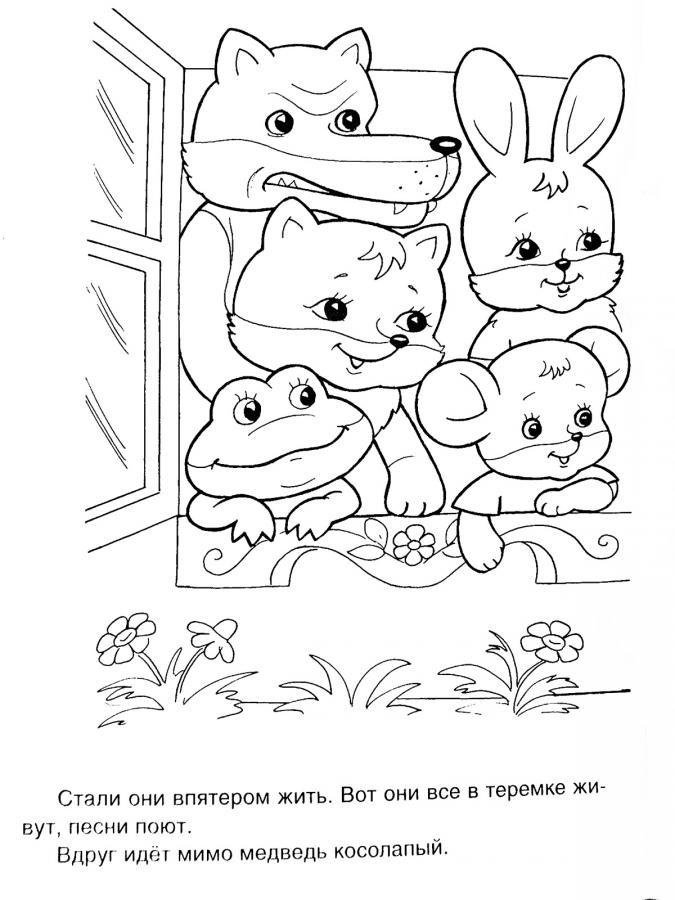 Стали они впятером жить. Вот они все в теремке жи-
вут, песни поют.
Вдруг идёт мимо медведь косолапый.